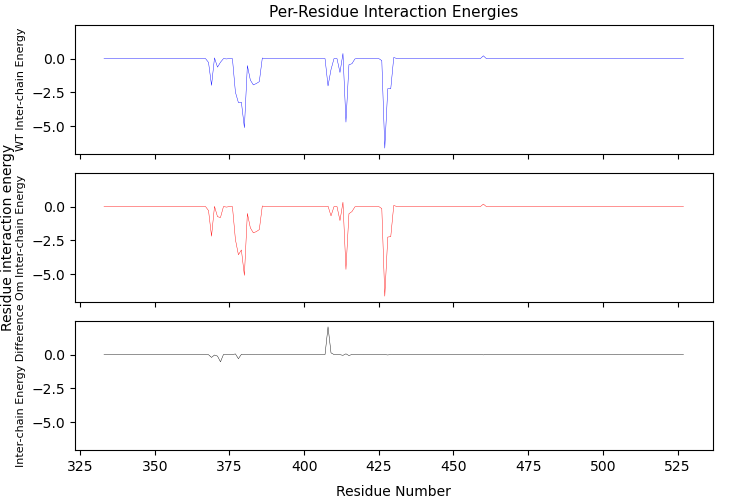 Per-Residue Interaction Energies
WT Inter-chain Energy
0.0
−2.5
−5.0
Residue interaction energy
Om Inter-chain Energy
0.0
−2.5
−5.0
Inter-chain Energy Difference
0.0
−2.5
−5.0
325 350 375 400 425 450 475 500 525
Residue Number